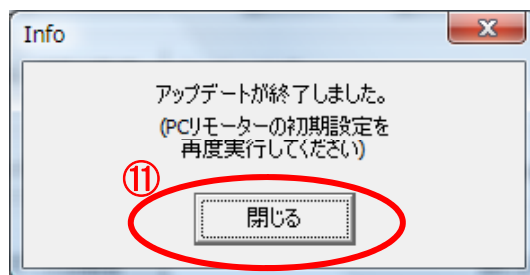 Info
アップデートが終了しました。
(PCリモーターの初期設定を
再度実行してください)
⑪
閉じる